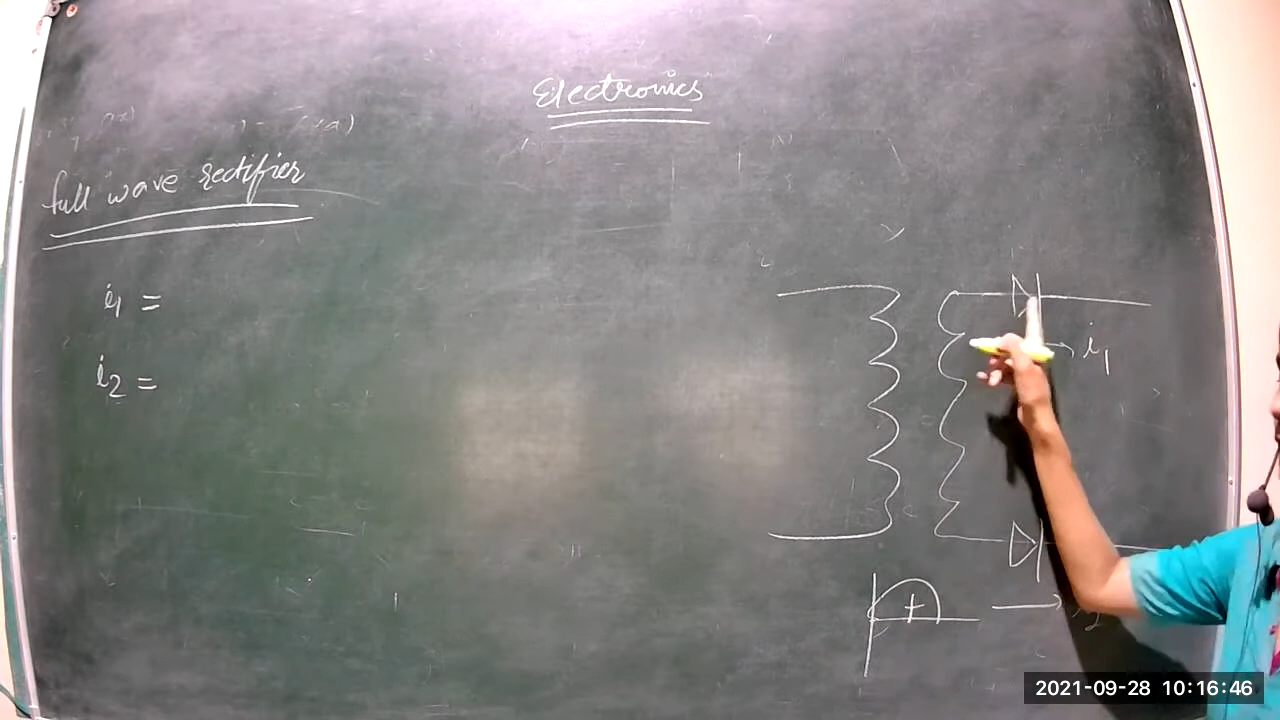 Electronics
full wave rectifier
i1 =
i2 =
i1
+
2021-09-28 10:16:46